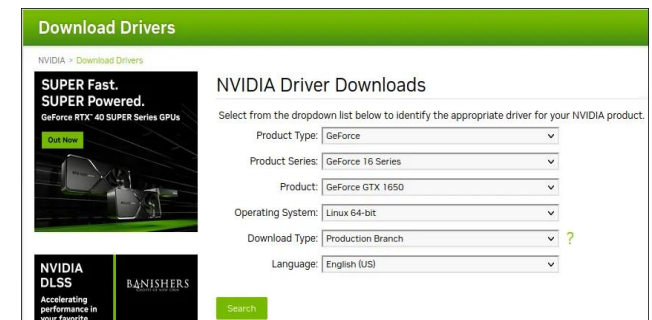 Download Drivers
NVIDIA > Download Drivers
SUPER Fast.
SUPER Powered.
GeForce RTX™ 40 SUPER Series GPUs
Out Now
NVIDIA Driver Downloads
Select from the dropdown list below to identify the appropriate driver for your NVIDIA product.
Product Type: GeForce
Product Series: GeForce 16 Series
Product: GeForce GTX 1650
Operating System: Linux 64-bit
Download Type: Production Branch ?
Language: English (US)
Search
NVIDIA
DLSS
Accelerating
performance in
your favorite
BANISHERS